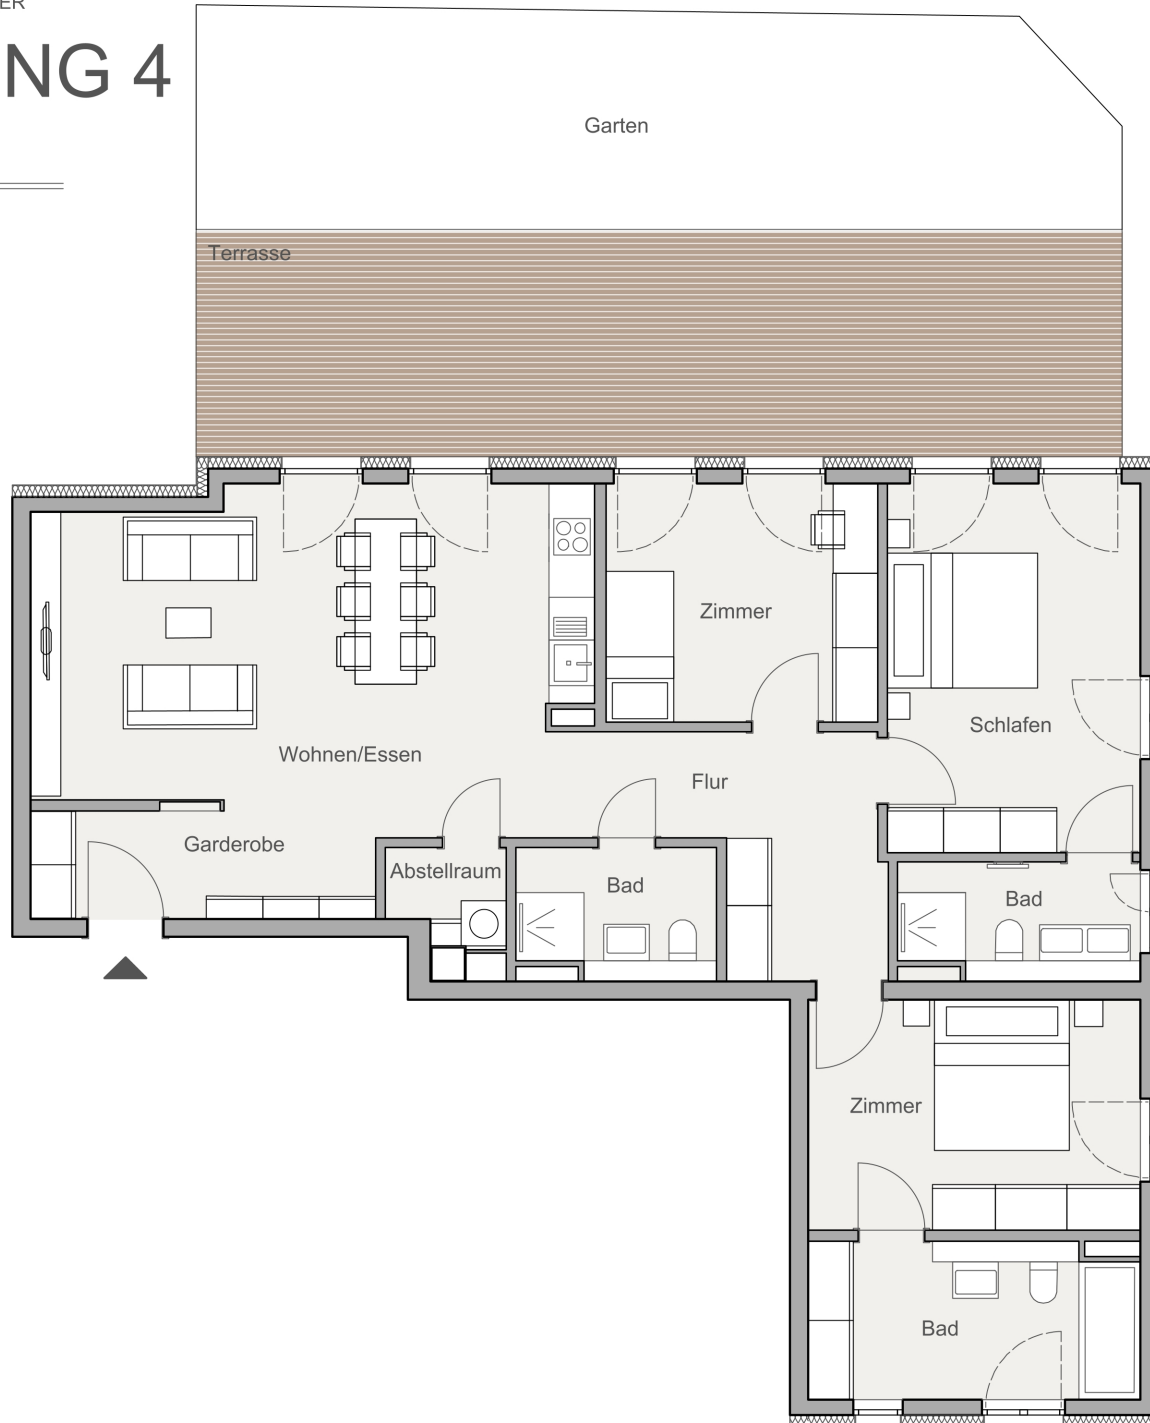 ER
NG 4
Garten
Terrasse
Zimmer
Schlafen
Wohnen/Essen
Flur
Garderobe
Abstellraum
Bad
Bad
Zimmer
Bad